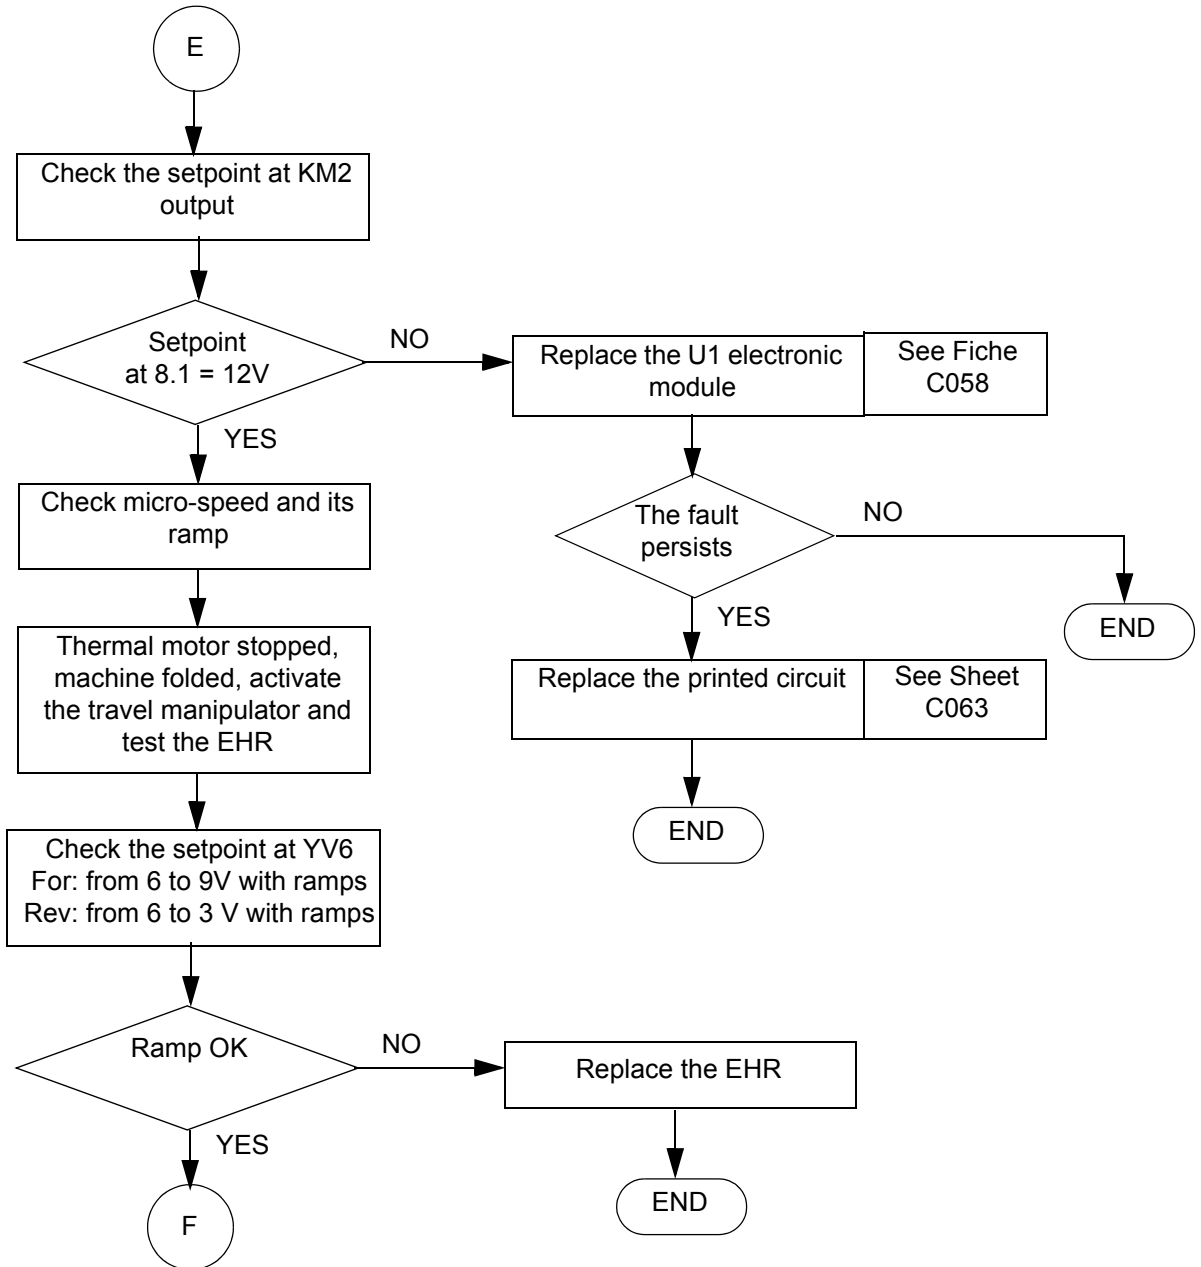 E
Check the setpoint at KM2
output
Setpoint
at 8.1 = 12V
NO
Replace the U1 electronic
module
See Fiche
C058
YES
Check micro-speed and its
ramp
The fault
persists
NO
END
YES
Thermal motor stopped,
machine folded, activate
the travel manipulator and
test the EHR
Replace the printed circuit
See Sheet
C063
END
Check the setpoint at YV6
For: from 6 to 9V with ramps
Rev: from 6 to 3 V with ramps
Ramp OK
NO
Replace the EHR
YES
END
F